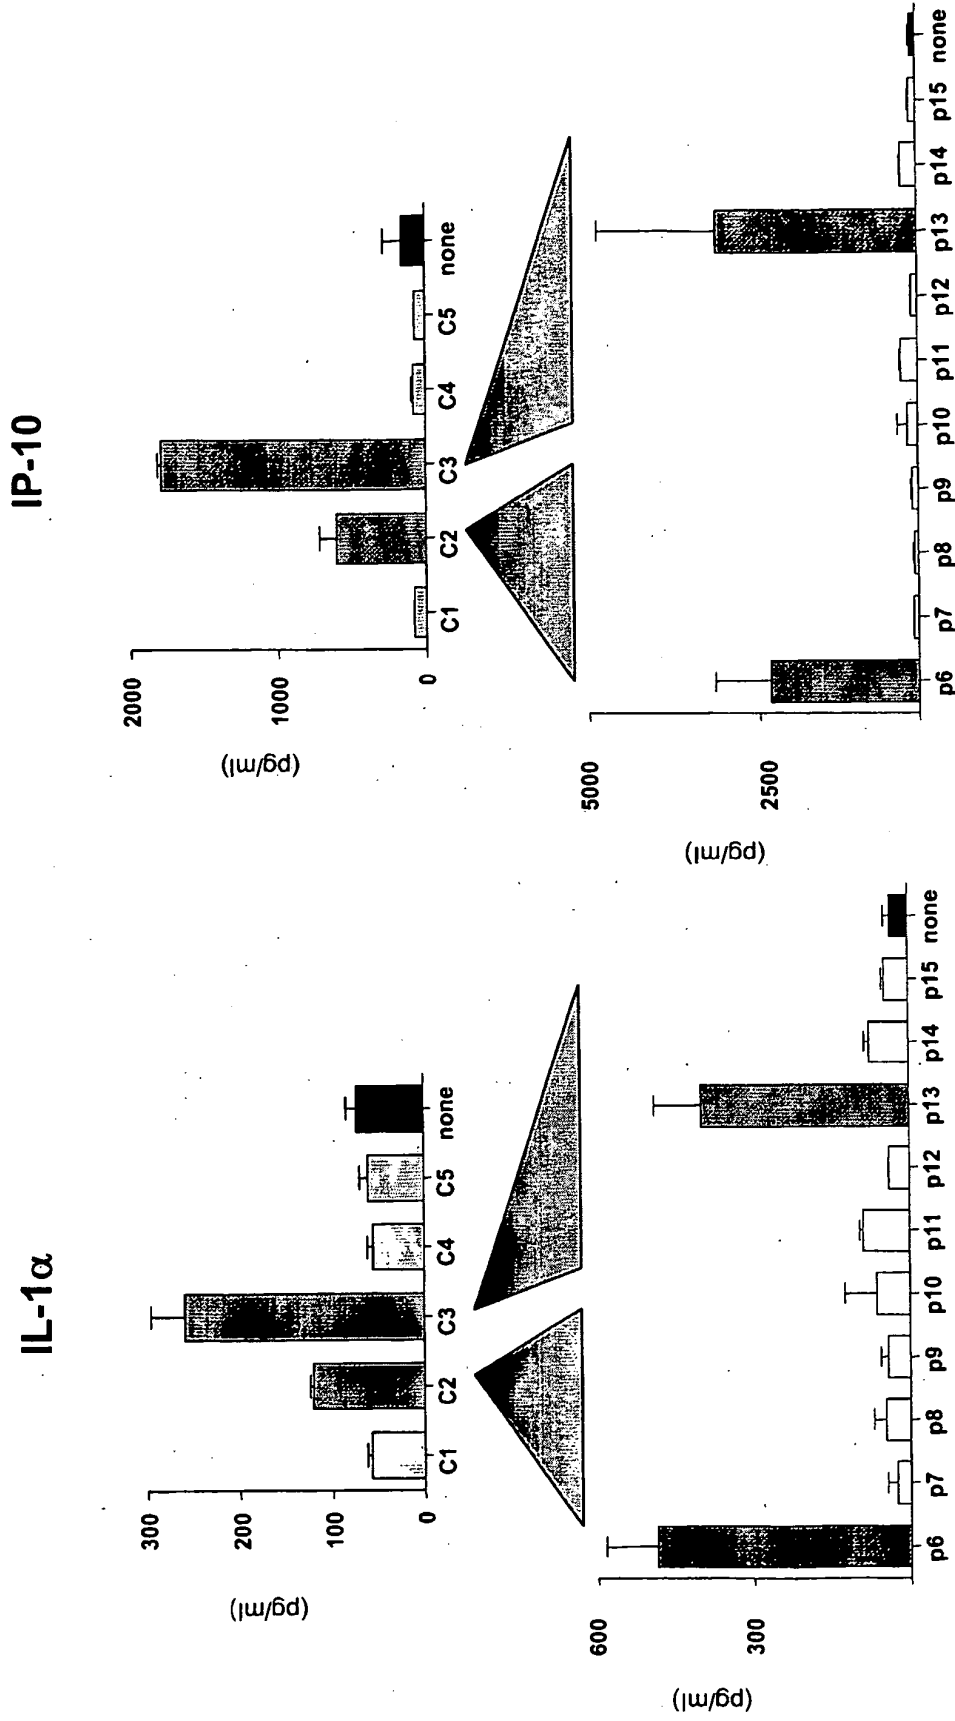 IL-1α
(pg/ml)
300
200
100
0
C1 C2 C3 C4 C5 none
(pg/ml)
600
300
p6 p7 p8 p9 p10 p11 p12 p13 p14 p15 none
IP-10
(pg/ml)
2000
1000
0
C1 C2 C3 C4 C5 none
(pg/ml)
5000
2500
p6 p7 p8 p9 p10 p11 p12 p13 p14 p15 none